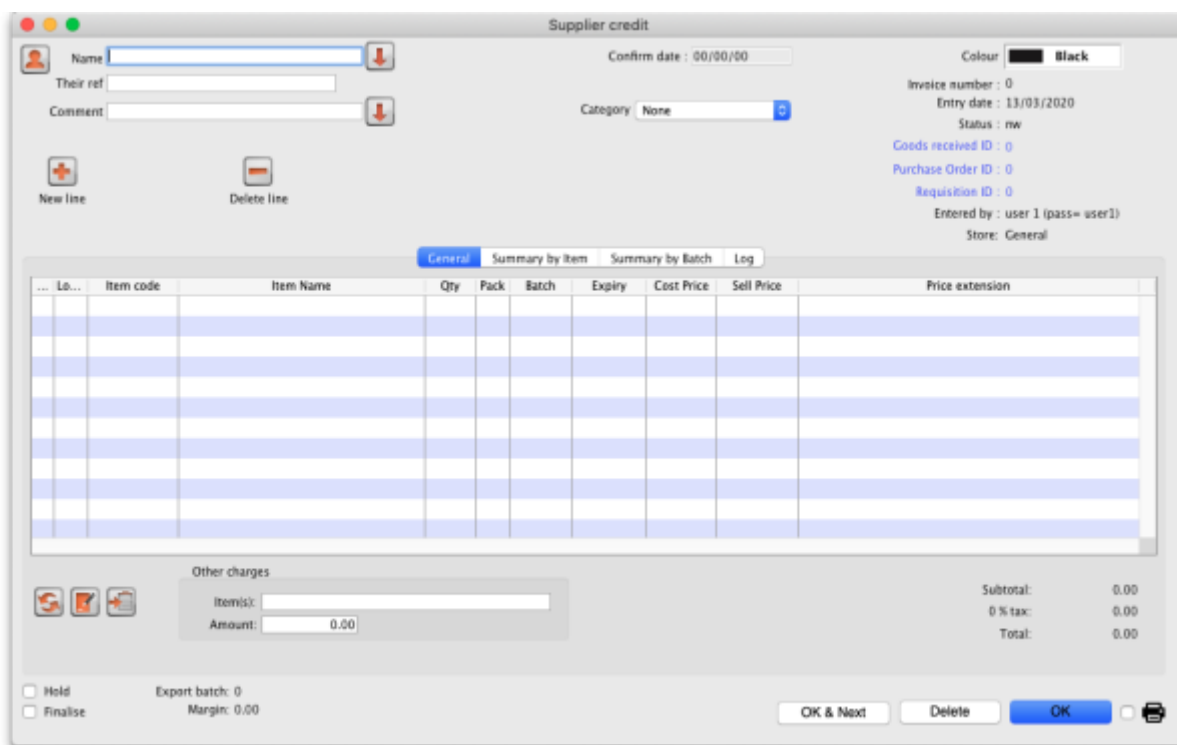 Supplier credit
Name
Confirm date : 00/00/00
Colour Black
Their ref
Invoice number : 0
Comment
Category None
Entry date : 13/03/2020
Status : nw
Goods received ID : 0
Purchase Order ID : 0
Requisition ID : 0
New line Delete line
Entered by : user 1 (pass= user1)
Store: General
General Summary by Item Summary by Batch Log
... Lo... Item code Item Name Qty Pack Batch Expiry Cost Price Sell Price Price extension
Other charges
Item(s):
Amount: 0.00
Subtotal: 0.00
0 % tax: 0.00
Total: 0.00
Hold Export batch: 0
Finalise Margin: 0.00
OK & Next Delete OK